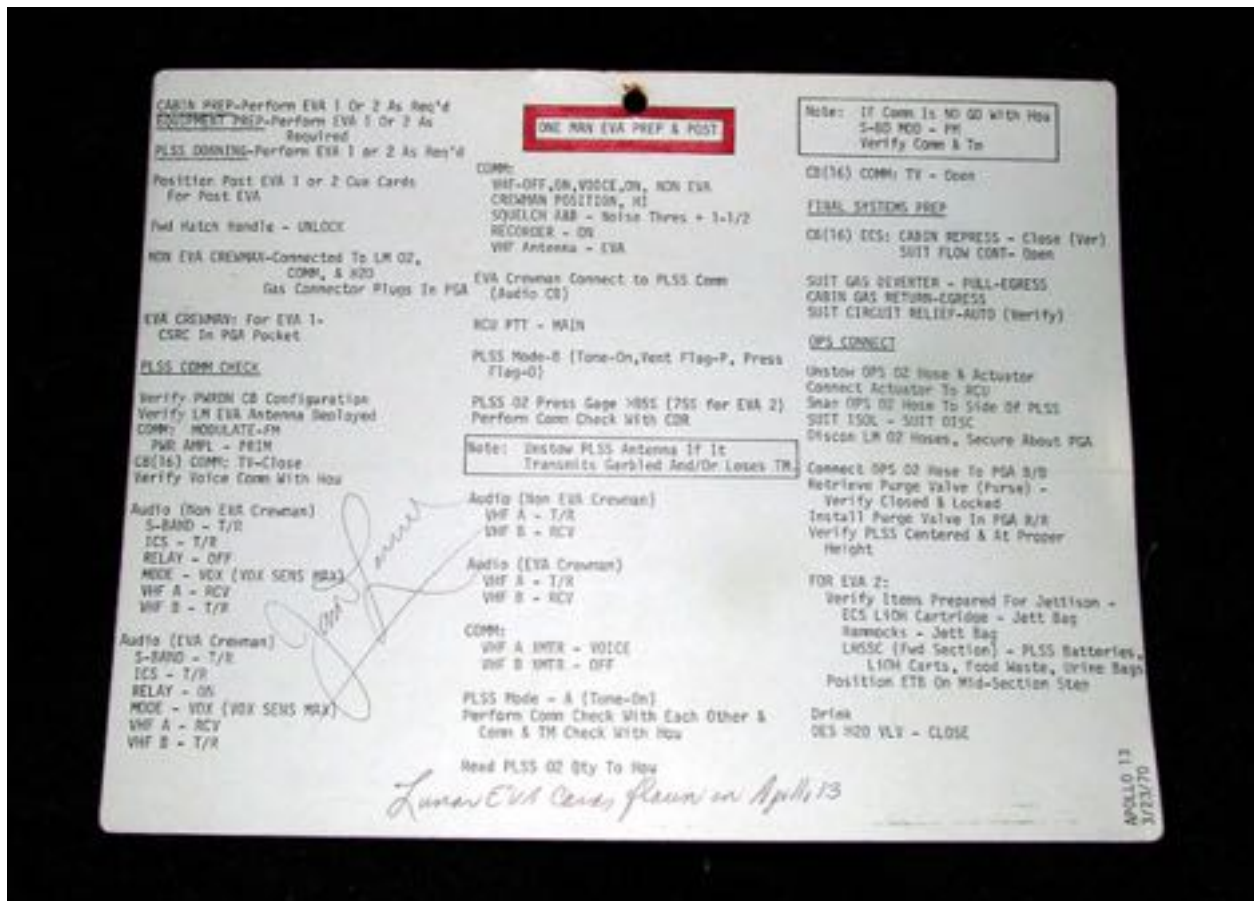 CABIN PREP-Perform EVA 1 Or 2 As Req'd
EQUIPMENT PREP-Perform EVA 1 Or 2 As
Required
PLSS DONNING-Perform EVA 1 or 2 As Req'd
Position Post EVA 1 or 2 Cue Cards
For Post EVA
Fwd Hatch Handle - UNLOCK
NON EVA CREWMAN-Connected To LM O2,
COMM, & H2O
Gas Connector Plugs In PGA
EVA CREWMAN: For EVA 1-
CSRC In PGA Pocket
PLSS COMM CHECK
Verify PWRDN CB Configuration
Verify LM EVA Antenna Deployed
COMM: MODULATE-FM
PWR AMPL - PRIM
CB(16) COMM: TV-Close
Verify Voice Comm With Hou
Audio (Non EVA Crewman)
S-BAND - T/R
ICS - T/R
RELAY - OFF
MODE - VOX (VOX SENS MAX)
VHF A - RCV
VHF B - T/R
Audio (EVA Crewman)
S-BAND - T/R
ICS - T/R
RELAY - ON
MODE - VOX (VOX SENS MAX)
VHF A - RCV
VHF B - T/R
ONE MAN EVA PREP & POST
COMM:
VHF-OFF,ON,VOICE,ON, NON EVA
CREWMAN POSITION, HI
SQUELCH A&B - Noise Thres + 1-1/2
RECORDER - ON
VHF Antenna - EVA
EVA Crewman Connect to PLSS Comm
(Audio CB)
RCU PTT - MAIN
PLSS Mode-B (Tone-On,Vent Flag-P, Press
Flag-O)
PLSS O2 Press Gage >85% (75% for EVA 2)
Perform Comm Check With CDR
Note: Unstow PLSS Antenna If It
Transmits Garbled And/Or Loses TM.
Audio (Non EVA Crewman)
VHF A - T/R
VHF B - RCV
Audio (EVA Crewman)
VHF A - T/R
VHF B - RCV
COMM:
VHF A XMTR - VOICE
VHF B XMTR - OFF
PLSS Mode - A (Tone-On)
Perform Comm Check With Each Other &
Comm & TM Check With Hou
Read PLSS O2 Qty To Hou
Note: If Comm Is NO GO With Hou
S-BD MOD - PM
Verify Comm & Tm
CB(16) COMM: TV - Open
FINAL SYSTEMS PREP
CB(16) ECS: CABIN REPRESS - Close (Ver)
SUIT FLOW CONT- Open
SUIT GAS DIVERTER - PULL-EGRESS
CABIN GAS RETURN-EGRESS
SUIT CIRCUIT RELIEF-AUTO (Verify)
OPS CONNECT
Unstow OPS O2 Hose & Actuator
Connect Actuator To RCU
Snap OPS O2 Hose To Side Of PLSS
SUIT ISOL - SUIT DISC
Discon LM O2 Hoses, Secure About PGA
Connect OPS O2 Hose To PGA B/B
Retrieve Purge Valve (Purse) -
Verify Closed & Locked
Install Purge Valve In PGA R/R
Verify PLSS Centered & At Proper
Height
FOR EVA 2:
Verify Items Prepared For Jettison -
ECS LiOH Cartridge - Jett Bag
Hammocks - Jett Bag
LHSSC (Fwd Section) - PLSS Batteries,
LiOH Carts, Food Waste, Urine Bags
Position ETB On Mid-Section Step
Drink
DES H2O VLV - CLOSE
Lunar EVA Cards flown on Apollo 13
APOLLO 13
3/23/70